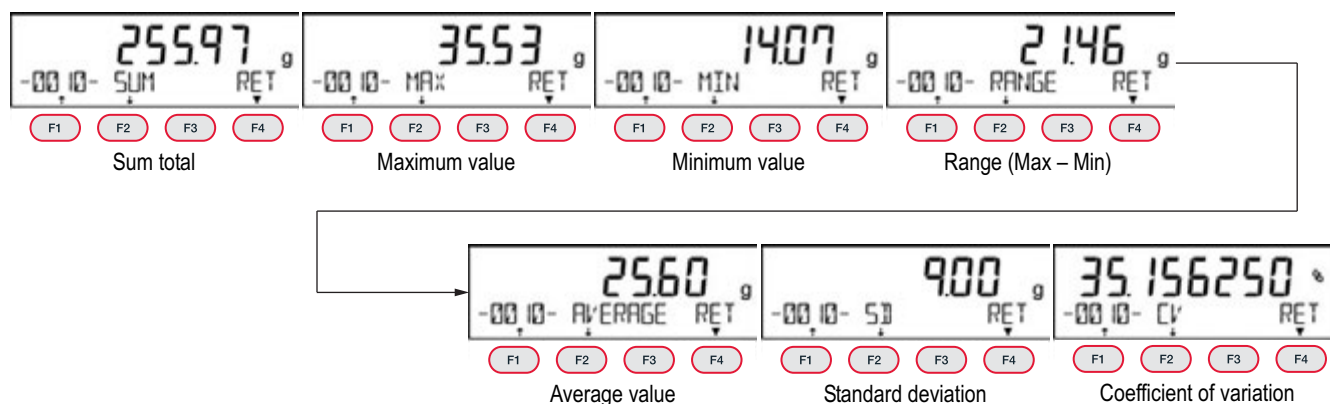 255.97 g
-0010- SUM RET
F1 F2 F3 F4
Sum total
35.53 g
-0010- MAX RET
F1 F2 F3 F4
Maximum value
14.07 g
-0010- MIN RET
F1 F2 F3 F4
Minimum value
21.46 g
-0010- RANGE RET
F1 F2 F3 F4
Range (Max – Min)
25.60 g
-0010- AVERAGE RET
F1 F2 F3 F4
Average value
9.00 g
-0010- SD RET
F1 F2 F3 F4
Standard deviation
35.156250 %
-0010- CV RET
F1 F2 F3 F4
Coefficient of variation